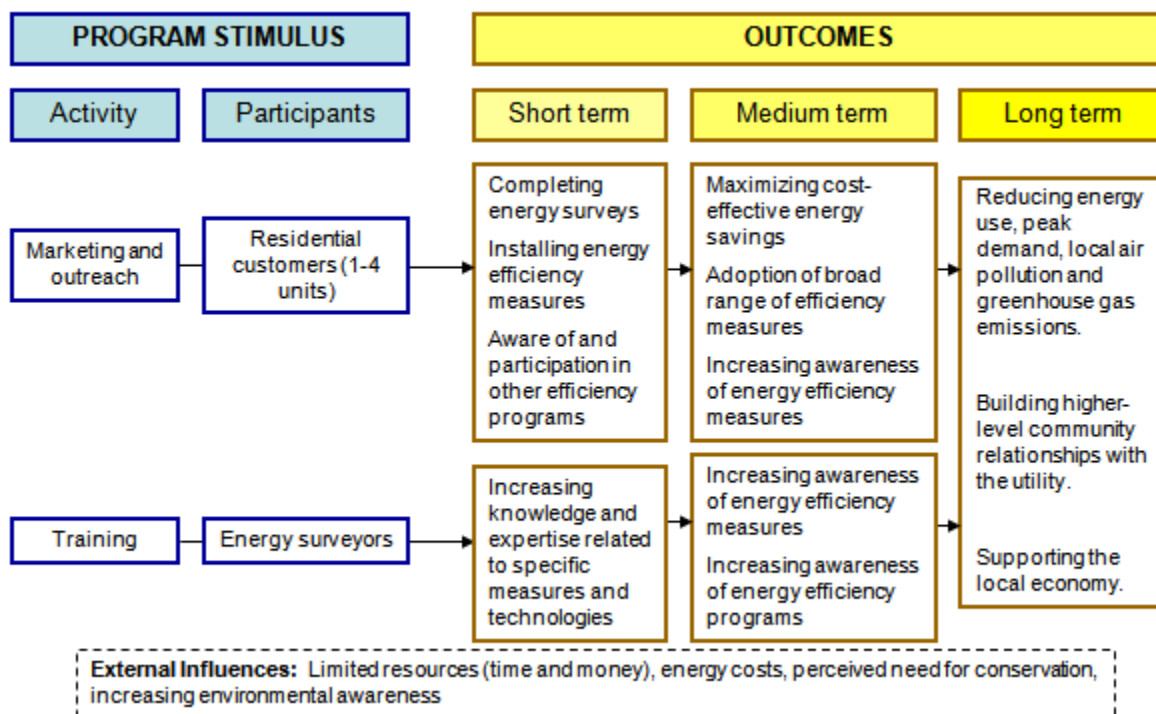 PROGRAM STIMULUS
OUTCOMES
Activity
Participants
Short term
Medium term
Long term
Marketing and
outreach
Residential
customers (1-4
units)
Completing
energy surveys
Installing energy
efficiency
measures
Aware of and
participation in
other efficiency
programs
Maximizing cost-
effective energy
savings
Adoption of broad
range of efficiency
measures
Increasing awareness
of energy efficiency
measures
Reducing energy
use, peak
demand, local air
pollution and
greenhouse gas
emissions.
Building higher-
level community
relationships with
the utility.
Supporting the
local economy.
Training
Energy surveyors
Increasing
knowledge and
expertise related
to specific
measures and
technologies
Increasing awareness
of energy efficiency
measures
Increasing awareness
of energy efficiency
programs
External Influences: Limited resources (time and money), energy costs, perceived need for conservation,
increasing environmental awareness